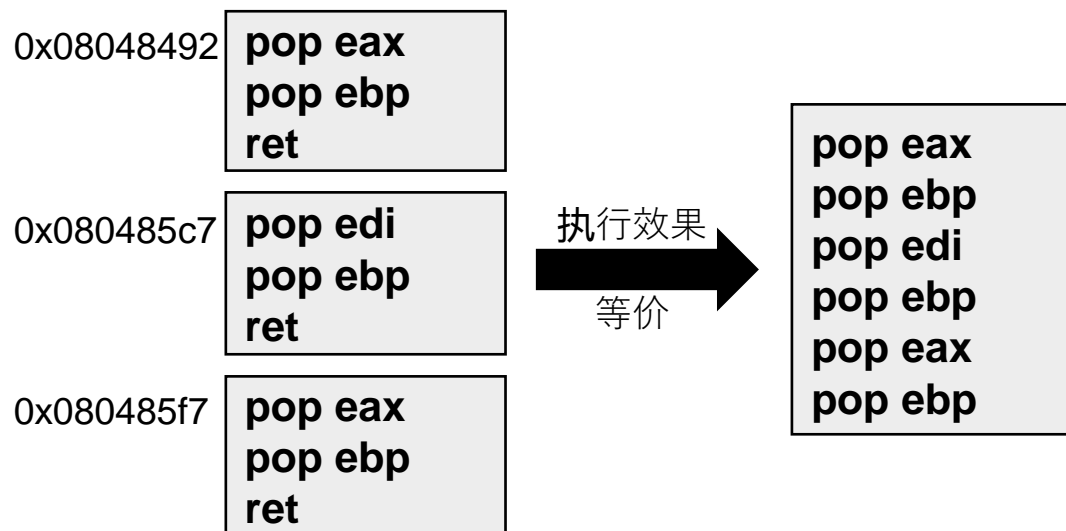 0x08048492
pop eax
pop ebp
ret
0x080485c7
pop edi
pop ebp
ret
0x080485f7
pop eax
pop ebp
ret
执行效果
等价
pop eax
pop ebp
pop edi
pop ebp
pop eax
pop ebp